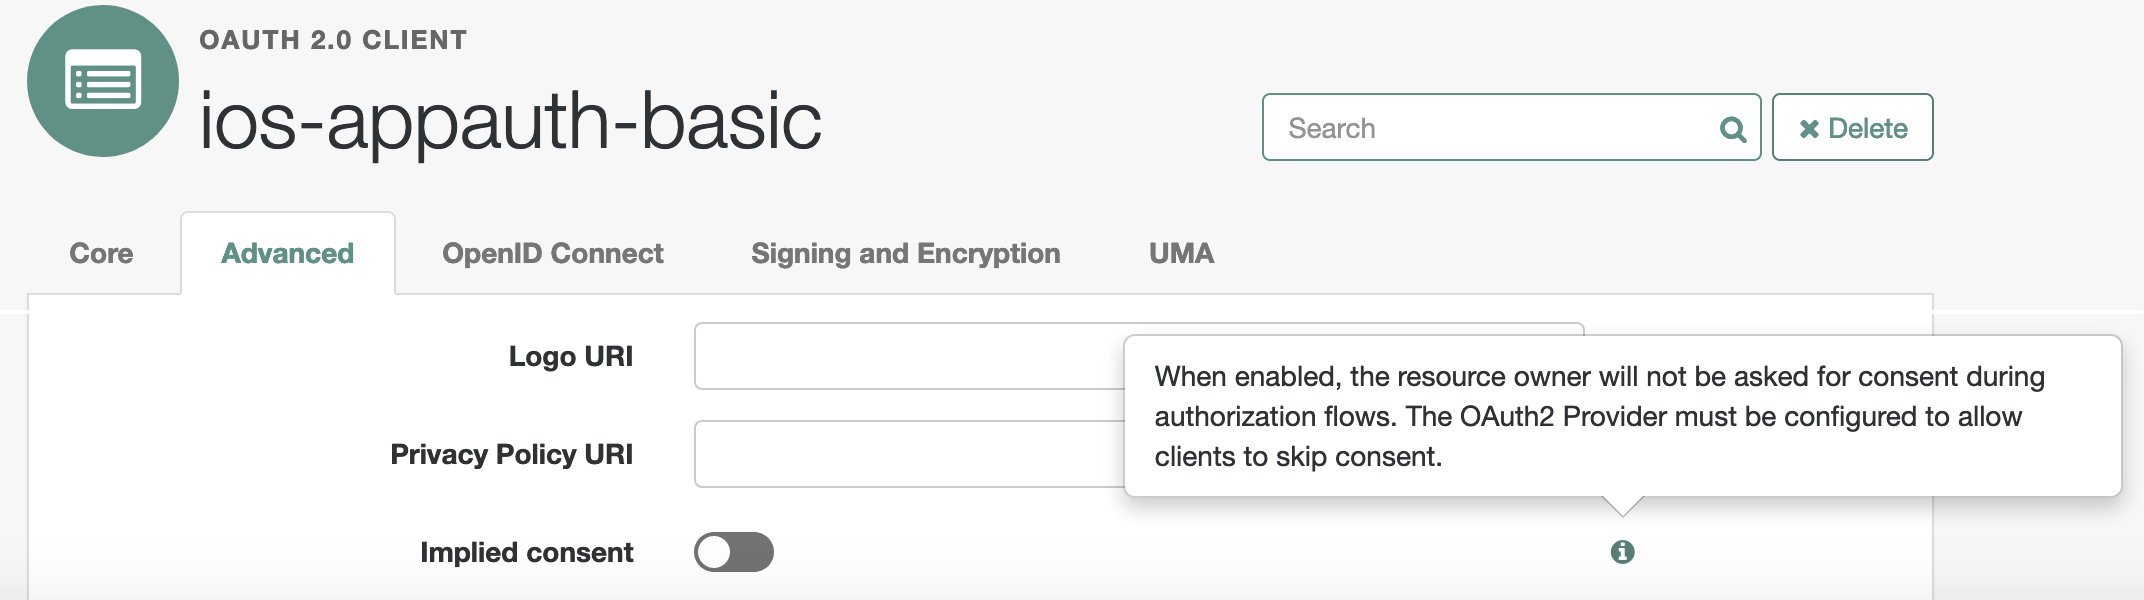 OAUTH 2.0 CLIENT
ios-appauth-basic
Search
Delete
Core
Advanced
OpenID Connect
Signing and Encryption
UMA
Logo URI
When enabled, the resource owner will not be asked for consent during
authorization flows. The OAuth2 Provider must be configured to allow
clients to skip consent.
Privacy Policy URI
Implied consent